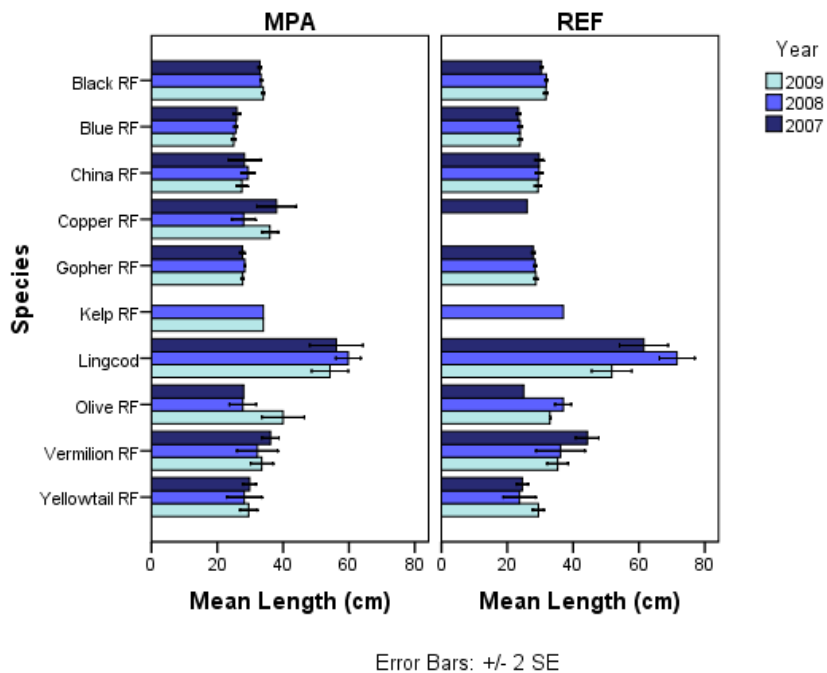 MPA
REF
Year
2009
2008
2007
Species
Black RF
Blue RF
China RF
Copper RF
Gopher RF
Kelp RF
Lingcod
Olive RF
Vermilion RF
Yellowtail RF
0 20 40 60 80
0 20 40 60 80
Mean Length (cm)
Mean Length (cm)
Error Bars: +/- 2 SE